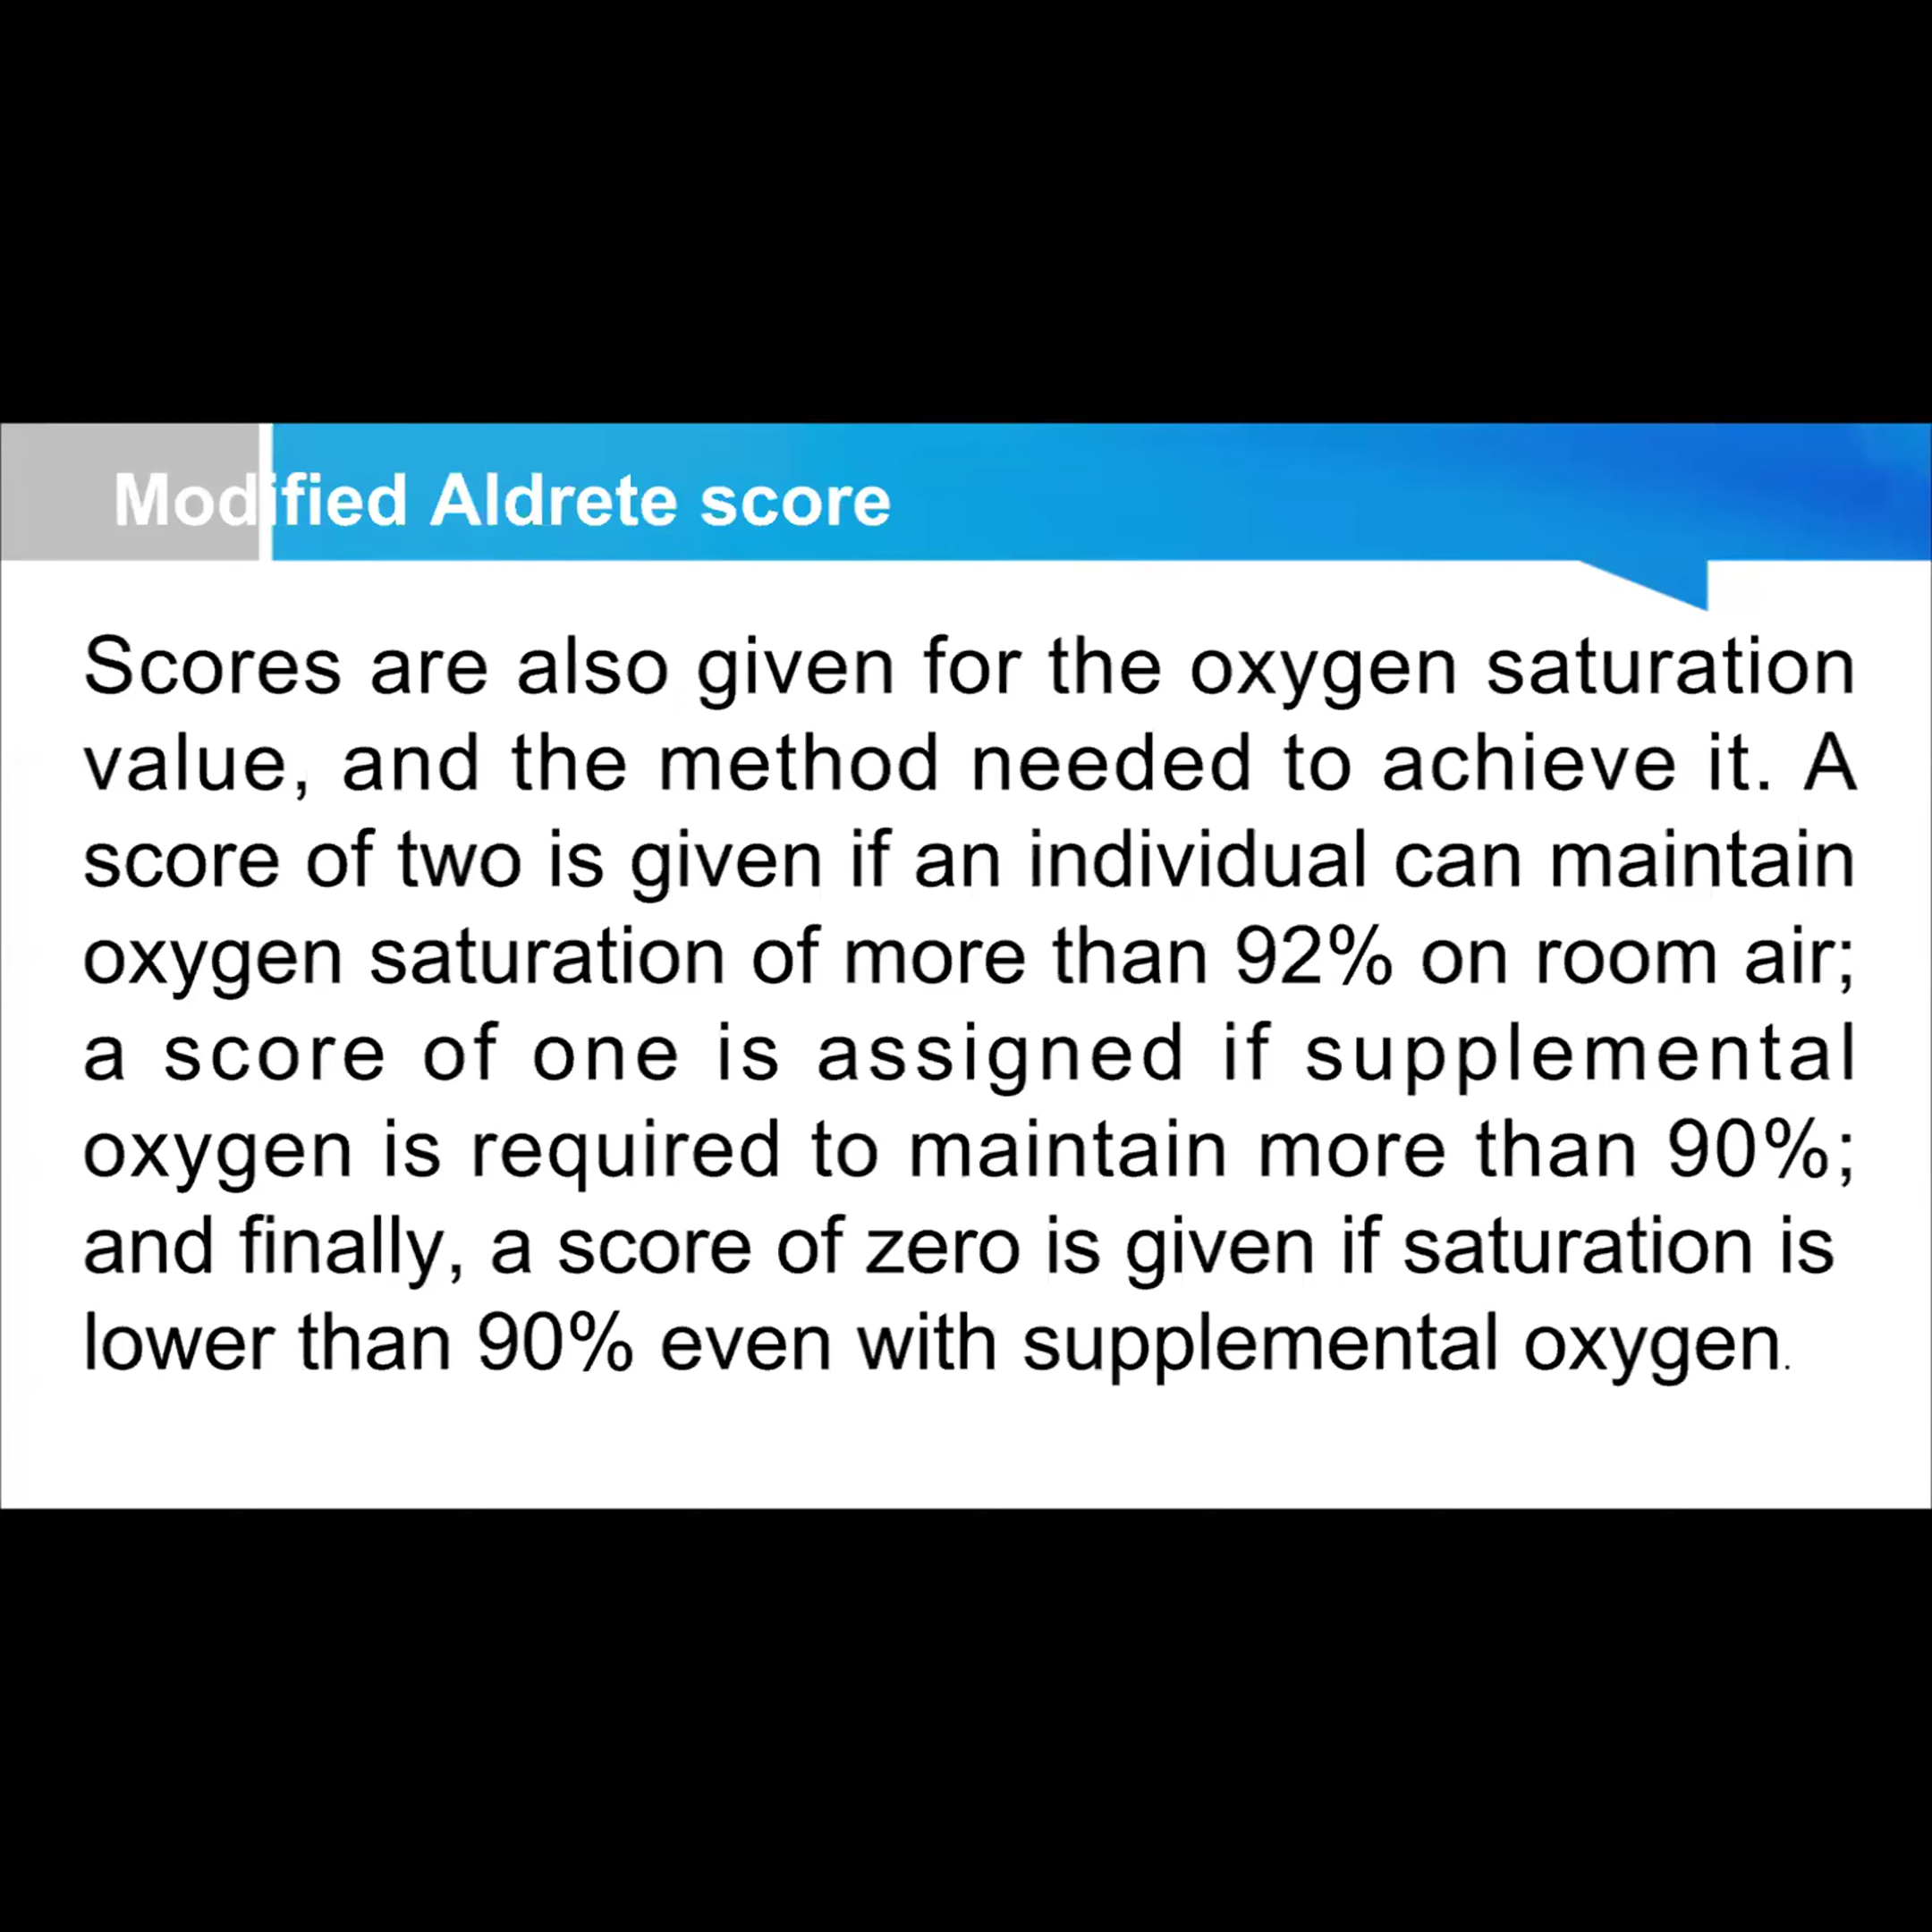 Modified Aldrete score
Scores are also given for the oxygen saturation
value, and the method needed to achieve it. A
score of two is given if an individual can maintain
oxygen saturation of more than 92% on room air;
a score of one is assigned if supplemental
oxygen is required to maintain more than 90%;
and finally, a score of zero is given if saturation is
lower than 90% even with supplemental oxygen.